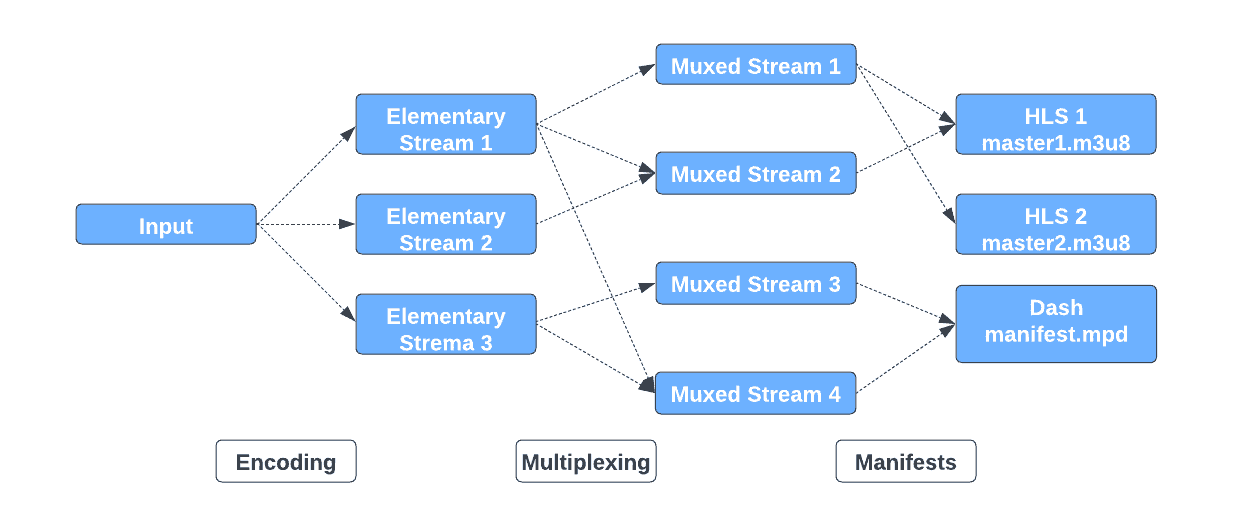 Input
Elementary
Stream 1
Elementary
Stream 2
Elementary
Strema 3
Muxed Stream 1
Muxed Stream 2
Muxed Stream 3
Muxed Stream 4
HLS 1
master1.m3u8
HLS 2
master2.m3u8
Dash
manifest.mpd
Encoding
Multiplexing
Manifests